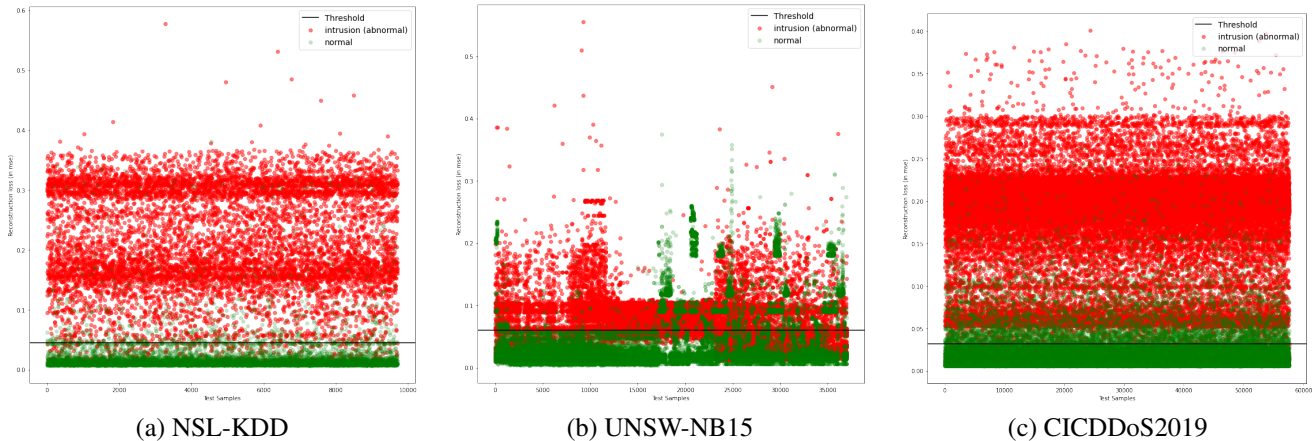 0.6
0.5
0.4
0.3
0.2
0.1
0.0
Reconstruction loss (in mse)
0
2000
4000
6000
8000
10000
Test Samples
Threshold
intrusion (abnormal)
normal
(a) NSL-KDD
0.5
0.4
0.3
0.2
0.1
0.0
Reconstruction loss (in mse)
0
5000
10000
15000
20000
25000
30000
35000
Test Samples
Threshold
intrusion (abnormal)
normal
(b) UNSW-NB15
0.40
0.35
0.30
0.25
0.20
0.15
0.10
0.05
0.00
Reconstruction loss (in mse)
0
10000
20000
30000
40000
50000
60000
Test Samples
Threshold
intrusion (abnormal)
normal
(c) CICDDoS2019